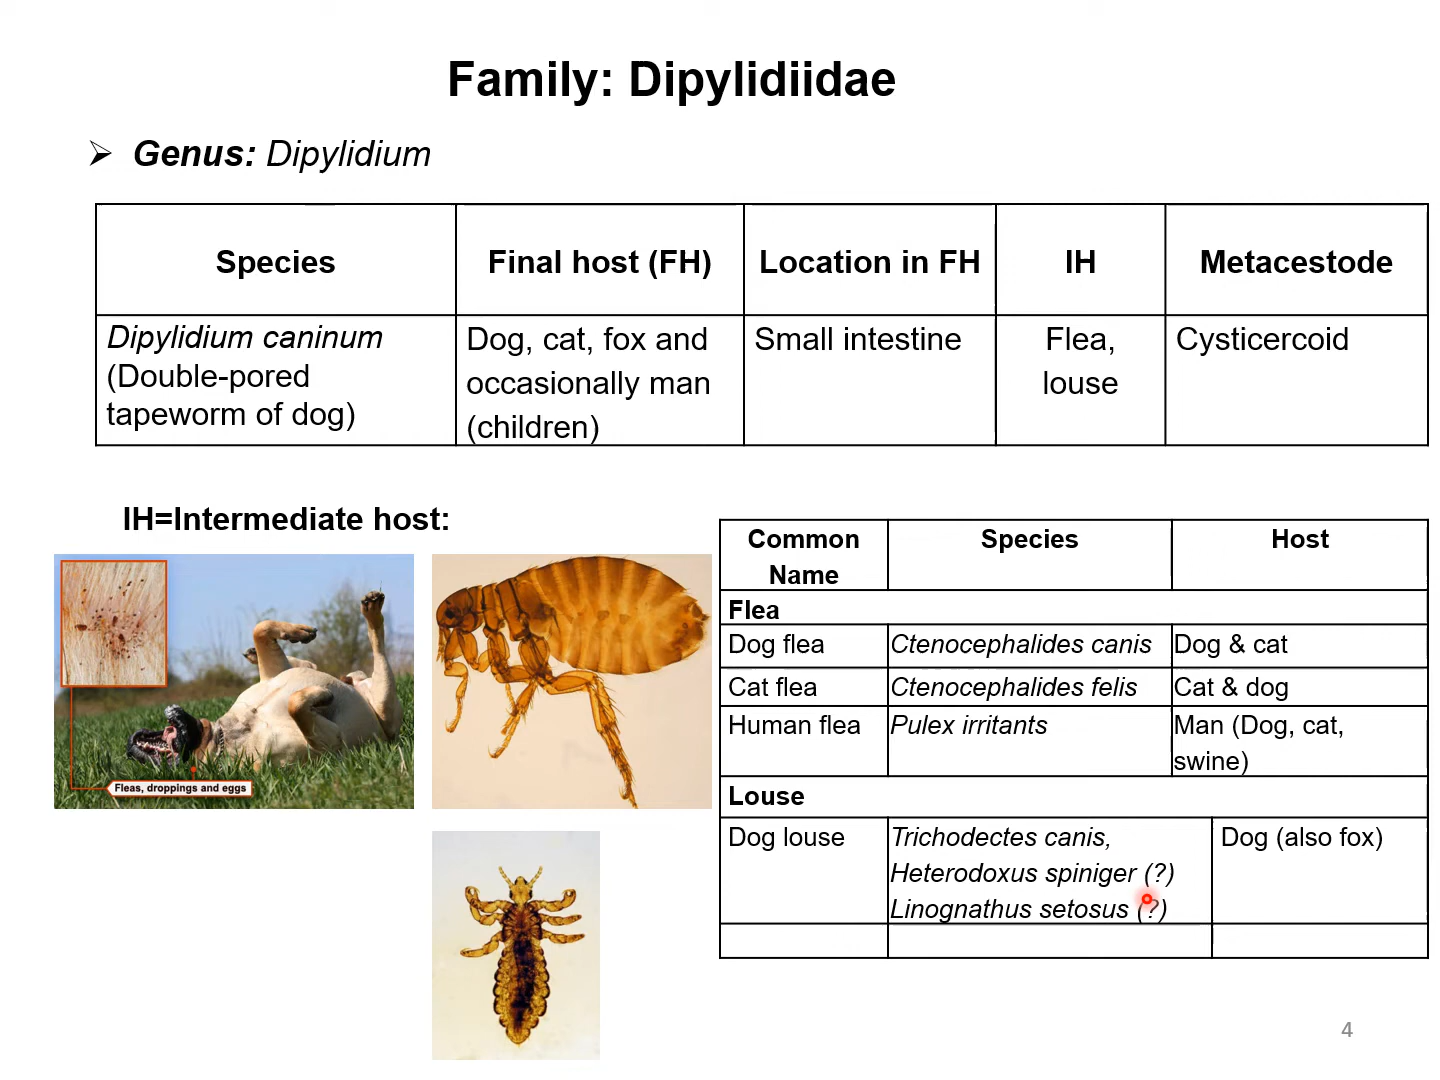 Family: Dipylidiidae
➢ Genus: Dipylidium
Species
Final host (FH)
Location in FH
IH
Metacestode
Dipylidium caninum
(Double-pored
tapeworm of dog)
Dog, cat, fox and
occasionally man
(children)
Small intestine
Flea,
louse
Cysticercoid
IH=Intermediate host:
Fleas, droppings and eggs
Common
Name
Species
Host
Flea
Dog flea
Ctenocephalides canis
Dog & cat
Cat flea
Ctenocephalides felis
Cat & dog
Human flea
Pulex irritants
Man (Dog, cat,
swine)
Louse
Dog louse
Trichodectes canis,
Heterodoxus spiniger (?)
Linognathus setosus (?)
Dog (also fox)
4